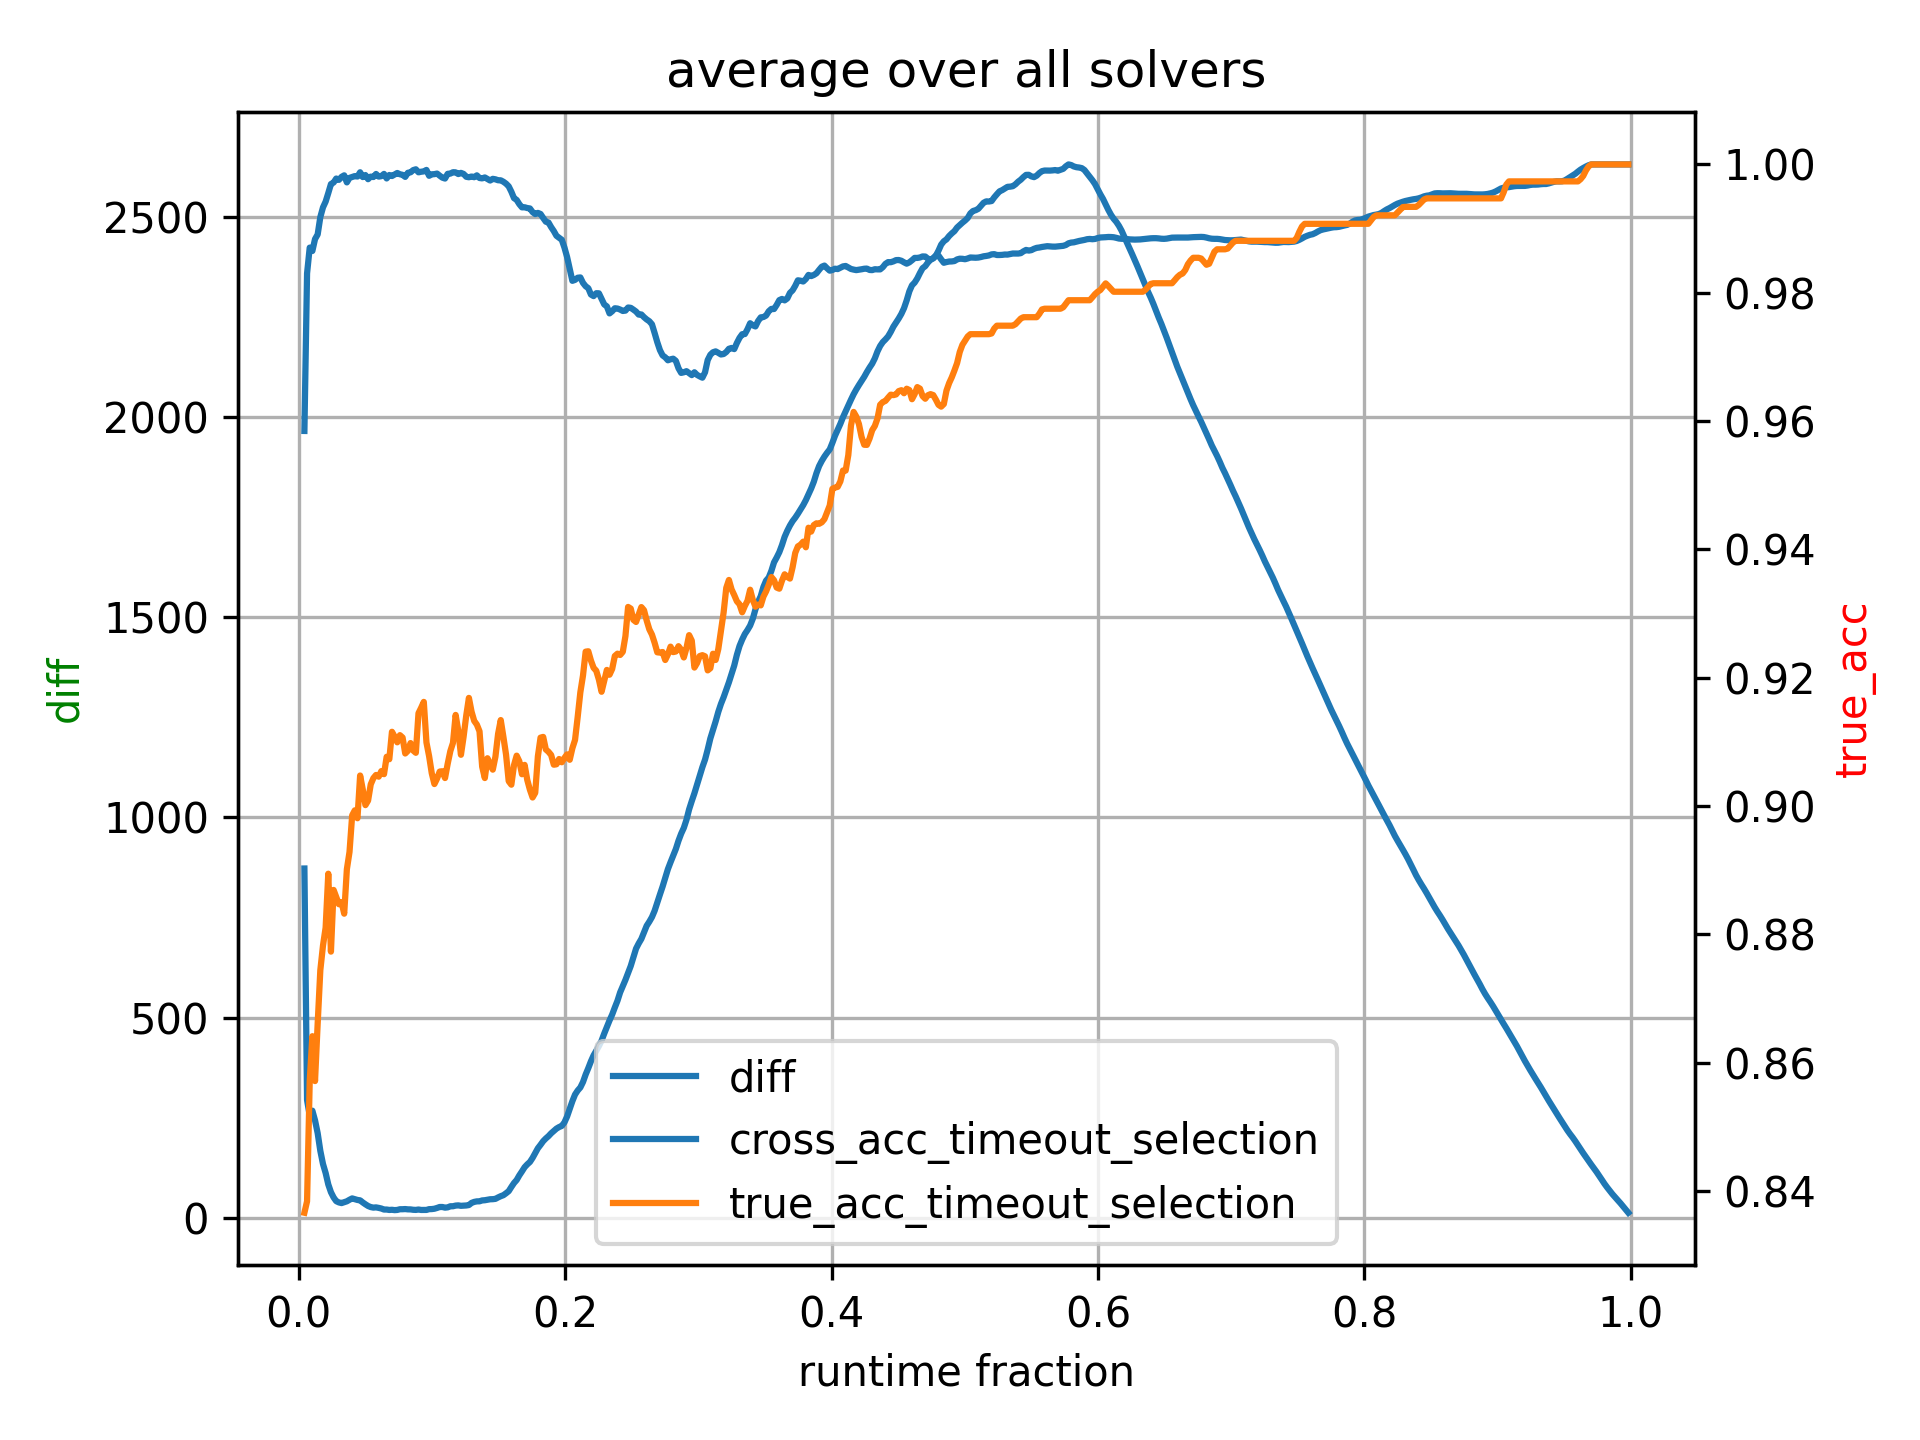 average over all solvers
2500
2000
1500
1000
500
0
diff
1.00
0.98
0.96
0.94
0.92
0.90
0.88
0.86
0.84
true_acc
diff
cross_acc_timeout_selection
true_acc_timeout_selection
0.0 0.2 0.4 0.6 0.8 1.0
runtime fraction